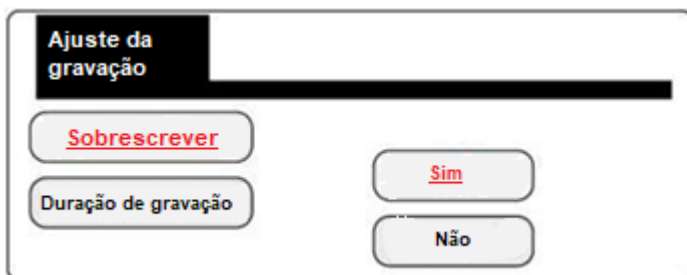 Ajuste da
gravação
Sobrescrever
Sim
Duração de gravação
Não